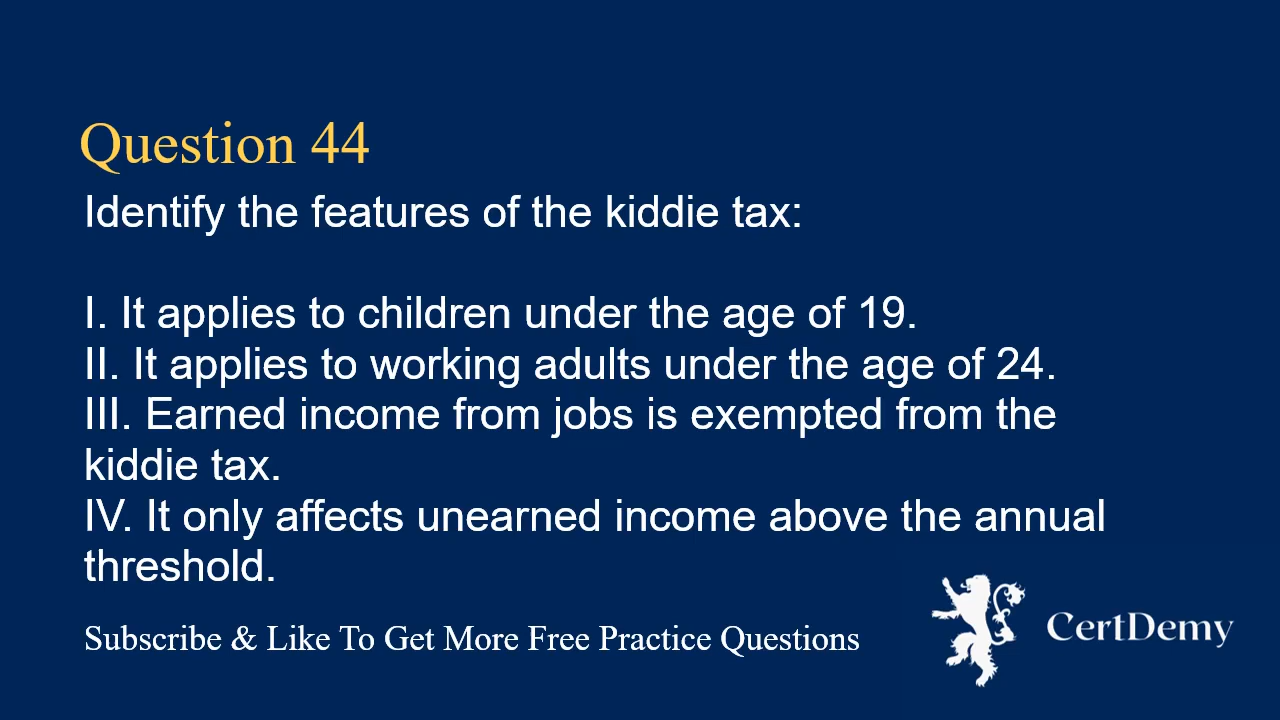 Question 44
Identify the features of the kiddie tax:
I. It applies to children under the age of 19.
II. It applies to working adults under the age of 24.
III. Earned income from jobs is exempted from the
kiddie tax.
IV. It only affects unearned income above the annual
threshold.
Subscribe & Like To Get More Free Practice Questions
CertDemy